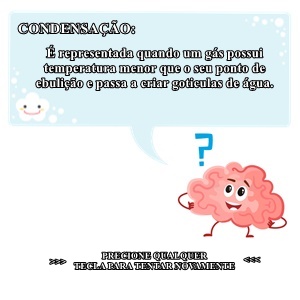 CONDENSAÇÃO:
É representada quando um gás possui
temperatura menor que o seu ponto de
ebulição e passa a criar goticulas de água.
?
PRECIONE QUALQUER
TECLA PARA TENTAR NOVAMENTE